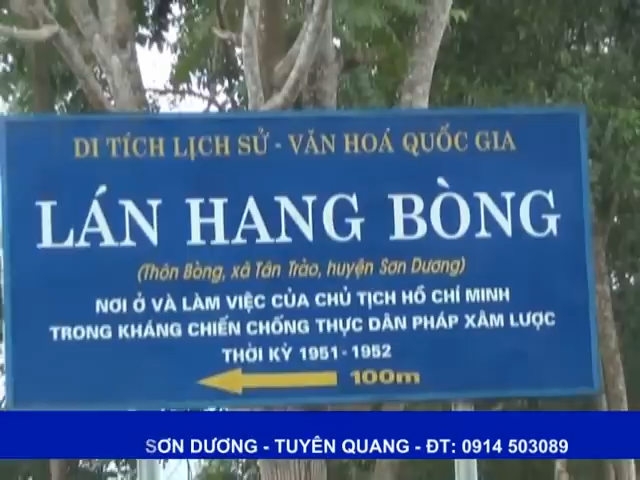 DI TÍCH LỊCH SỬ - VĂN HOÁ QUỐC GIA
LÁN HANG BÒNG
(Thôn Bòng, xã Tân Trào, huyện Sơn Dương)
NƠI Ở VÀ LÀM VIỆC CỦA CHỦ TỊCH HỒ CHÍ MINH
TRONG KHÁNG CHIẾN CHỐNG THỰC DÂN PHÁP XÂM LƯỢC
THỜI KỲ 1951 - 1952
100m
SƠN DƯƠNG - TUYÊN QUANG - ĐT: 0914 503089